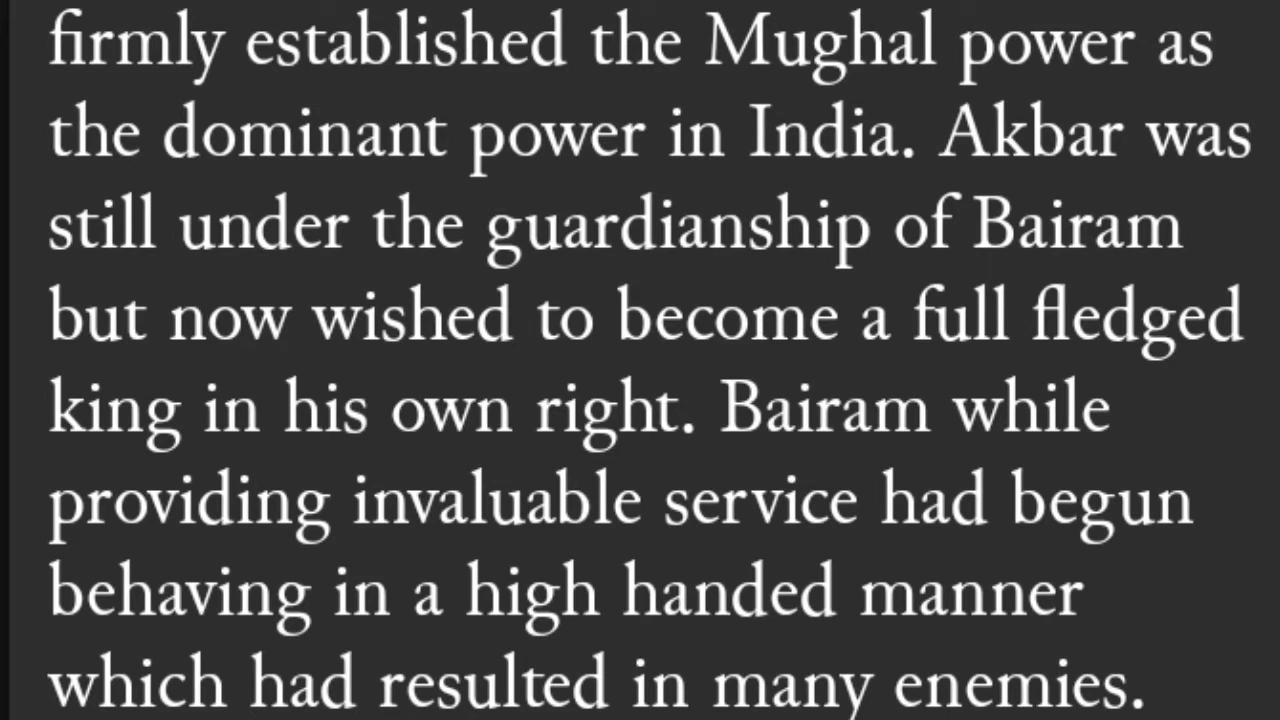 firmly established the Mughal power as
the dominant power in India. Akbar was
still under the guardianship of Bairam
but now wished to become a full fledged
king in his own right. Bairam while
providing invaluable service had begun
behaving in a high handed manner
which had resulted in many enemies.